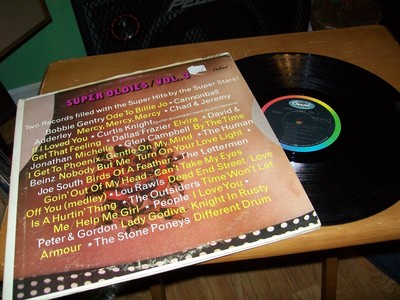 SUPER OLDIES/VOL.3
Two Records filled with the Super Hits by the Super Stars!
Bobbie Gentry Ode To Billie Jo • Cannonball
Adderley Mercy, Mercy, Mercy • Chad & Jeremy
If I Loved You • Curtis Knight
Get That Feeling • Dallas Frazier Elvira • David &
Jonathan Michelle • Glen Campbell By The Time
I Get To Phoenix, Gentle On My Mind • The Human
Beinz Nobody But Me, Turn On Your Love Light •
Joe South Birds Of A Feather • The Lettermen
Goin' Out Of My Head, Can't Take My Eyes
Off You (medley) • Lou Rawls Dead End Street, Love
Is A Hurtin' Thing • The Outsiders Time Won't Let
Me, Help Me Girl • People I Love You •
Peter & Gordon Lady Godiva, Knight In Rusty
Armour • The Stone Poneys Different Drum
Capitol